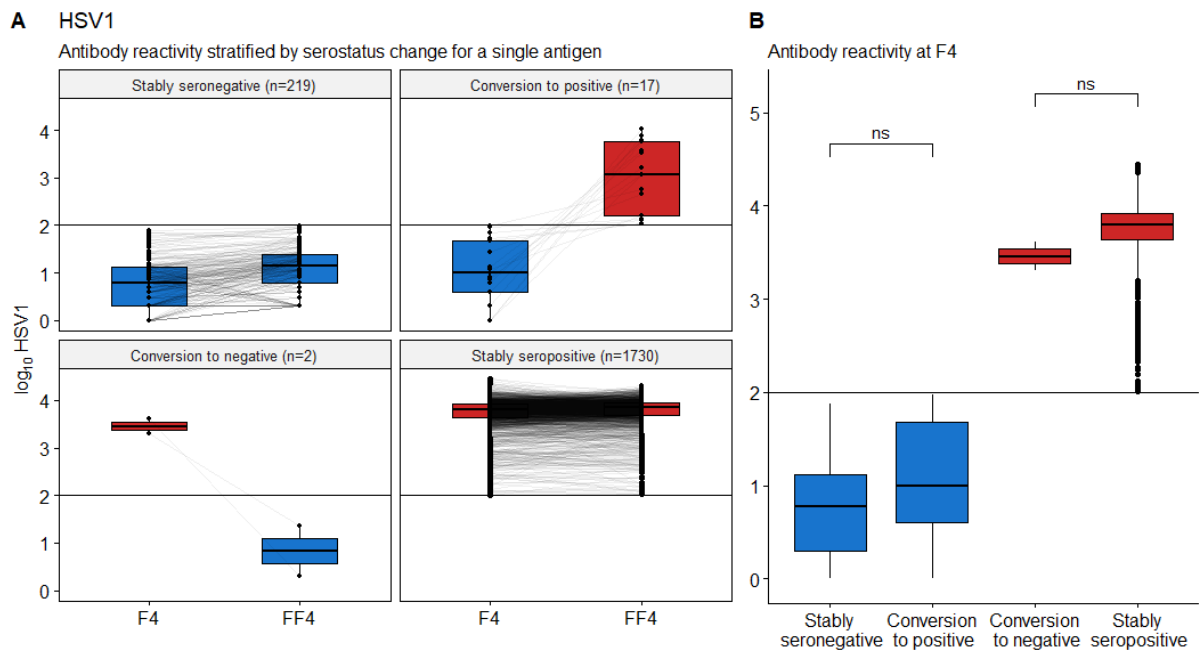 A HSV1
Antibody reactivity stratified by serostatus change for a single antigen
Stably seronegative (n=219)
Conversion to positive (n=17)
4
3
2
1
0
Conversion to negative (n=2)
Stably seropositive (n=1730)
4
3
2
1
0
log₁₀ HSV1
F4
FF4
F4
FF4
B
Antibody reactivity at F4
ns
ns
5
4
3
2
1
0
Stably
seronegative
Conversion
to positive
Conversion
to negative
Stably
seropositive